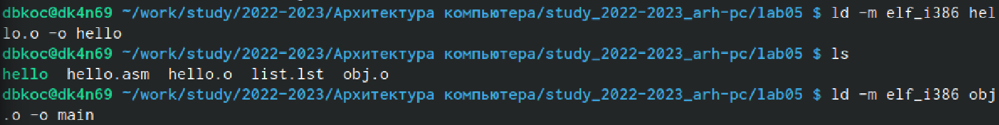 dbkoc@dk4n69 ~/work/study/2022-2023/Архитектура компьютера/study_2022-2023_arh-pc/lab05 $ ld -m elf_i386 hel
lo.o -o hello
dbkoc@dk4n69 ~/work/study/2022-2023/Архитектура компьютера/study_2022-2023_arh-pc/lab05 $ ls
hello  hello.asm  hello.o  list.lst  obj.o
dbkoc@dk4n69 ~/work/study/2022-2023/Архитектура компьютера/study_2022-2023_arh-pc/lab05 $ ld -m elf_i386 obj
.o -o main